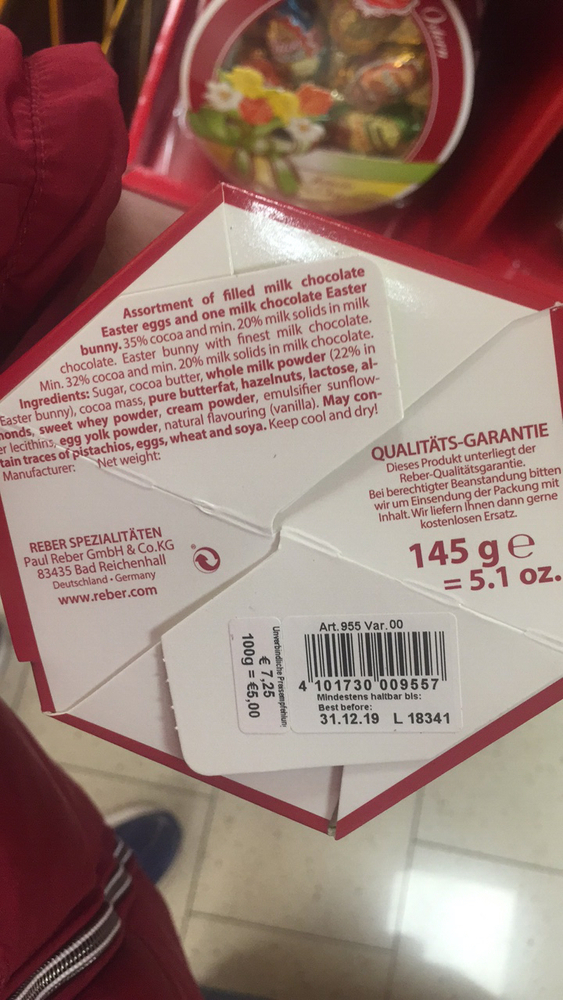 Ostern
Assortment of filled milk chocolate
Easter eggs and one milk chocolate Easter
bunny. 35% cocoa and min. 20% milk solids in milk
chocolate. Easter bunny with finest milk chocolate.
Min. 32% cocoa and min. 20% milk solids in milk chocolate.
Ingredients: Sugar, cocoa butter, whole milk powder (22% in
Easter bunny), cocoa mass, pure butterfat, hazelnuts, lactose, al-
monds, sweet whey powder, cream powder, emulsifier sunflow-
er lecithins, egg yolk powder, natural flavouring (vanilla). May con-
tain traces of pistachios, eggs, wheat and soya. Keep cool and dry!
Manufacturer: Net weight:
REBER SPEZIALITÄTEN
Paul Reber GmbH & Co.KG
83435 Bad Reichenhall
Deutschland • Germany
www.reber.com
QUALITÄTS-GARANTIE
Dieses Produkt unterliegt der
Reber-Qualitätsgarantie.
Bei berechtigter Beanstandung bitten
wir um Einsendung der Packung mit
Inhalt. Wir liefern Ihnen dann gerne
kostenlosen Ersatz.
145 g e
= 5.1 oz.
Unverbindliche Preisempfehlung
€ 7,25
100g = €5,00
Art.955 Var.00
4 101730 009557
Mindestens haltbar bis:
Best before:
31.12.19 L 18341